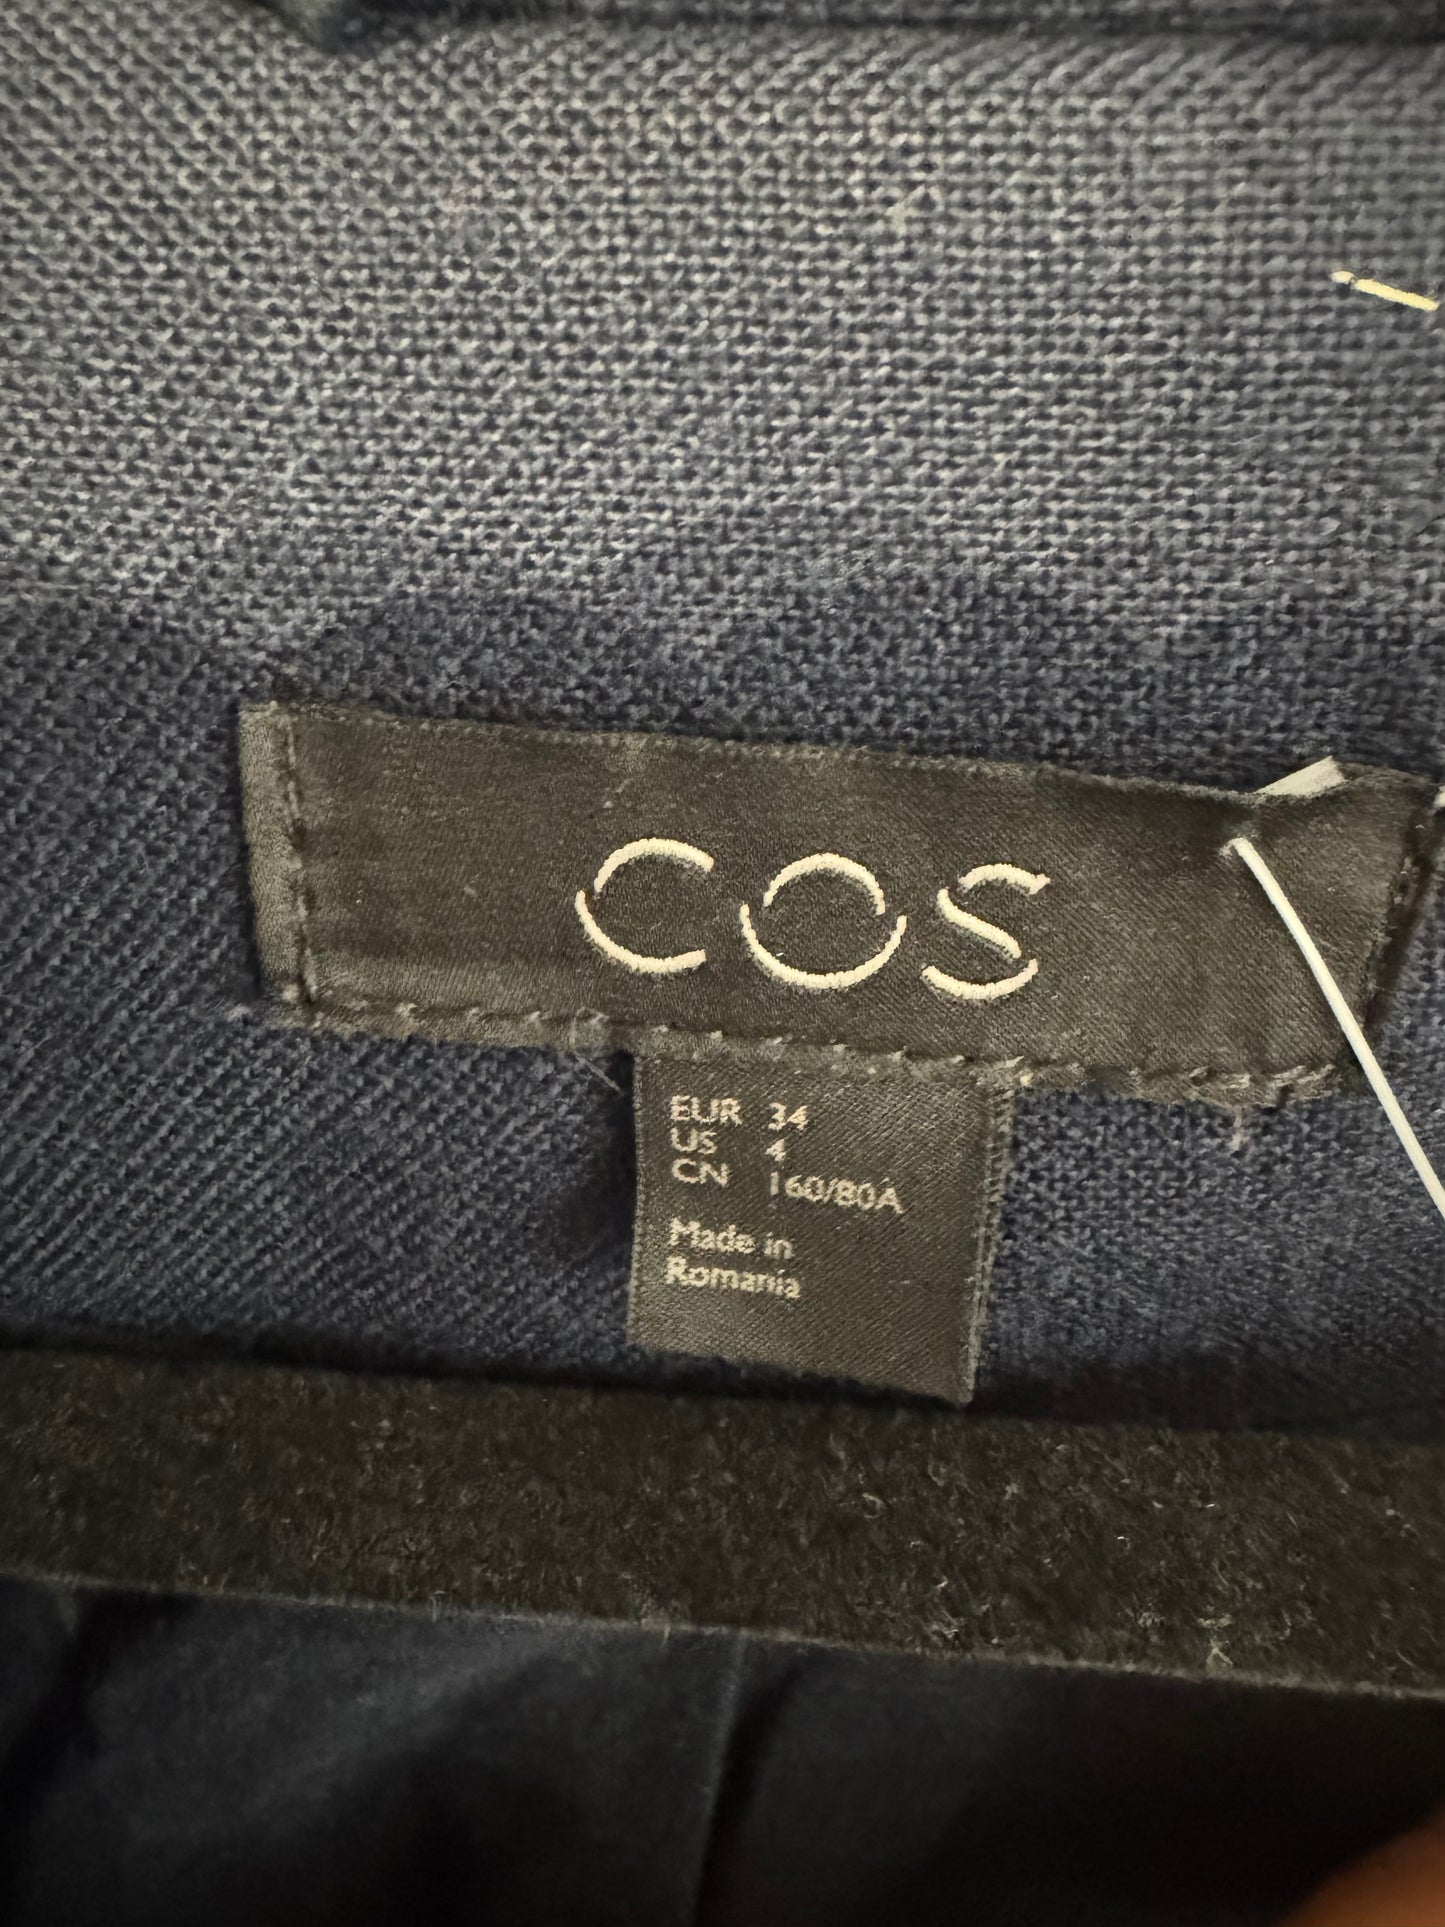 COS
EUR 34
US 4
CN 160/80A
Made in
Romania